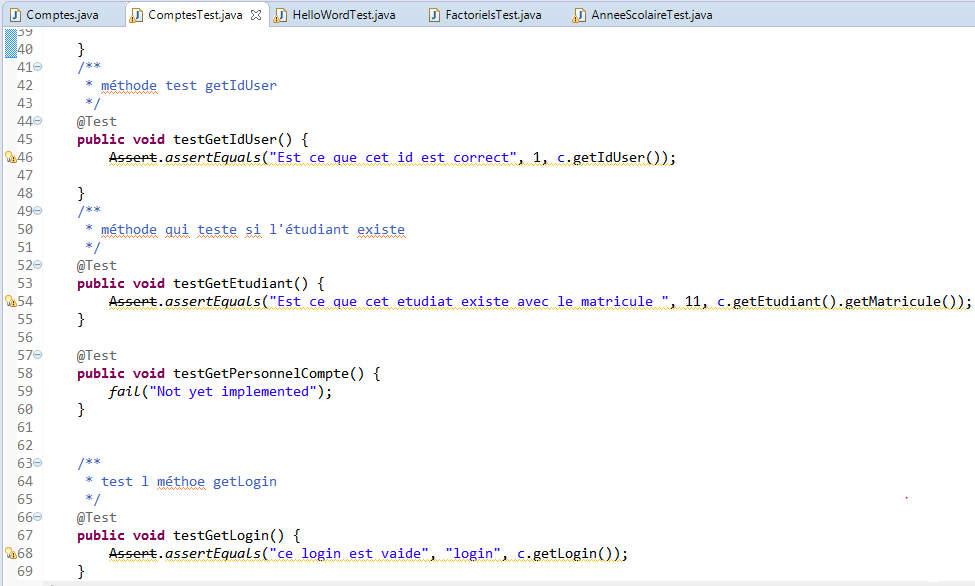 Comptes.java ComptesTest.java HelloWordTest.java FactorielsTest.java AnneeScolaireTest.java
39
40 }
41 /**
42 * méthode test getIdUser
43 */
44 @Test
45 public void testGetIdUser() {
46 Assert.assertEquals("Est ce que cet id est correct", 1, c.getIdUser());
47
48 }
49 /**
50 * méthode qui teste si l'étudiant existe
51 */
52 @Test
53 public void testGetEtudiant() {
54 Assert.assertEquals("Est ce que cet etudiat existe avec le matricule ", 11, c.getEtudiant().getMatricule());
55 }
56
57 @Test
58 public void testGetPersonnelCompte() {
59 fail("Not yet implemented");
60 }
61
62
63 /**
64 * test l méthoe getLogin
65 */
66 @Test
67 public void testGetLogin() {
68 Assert.assertEquals("ce login est vaide", "login", c.getLogin());
69 }